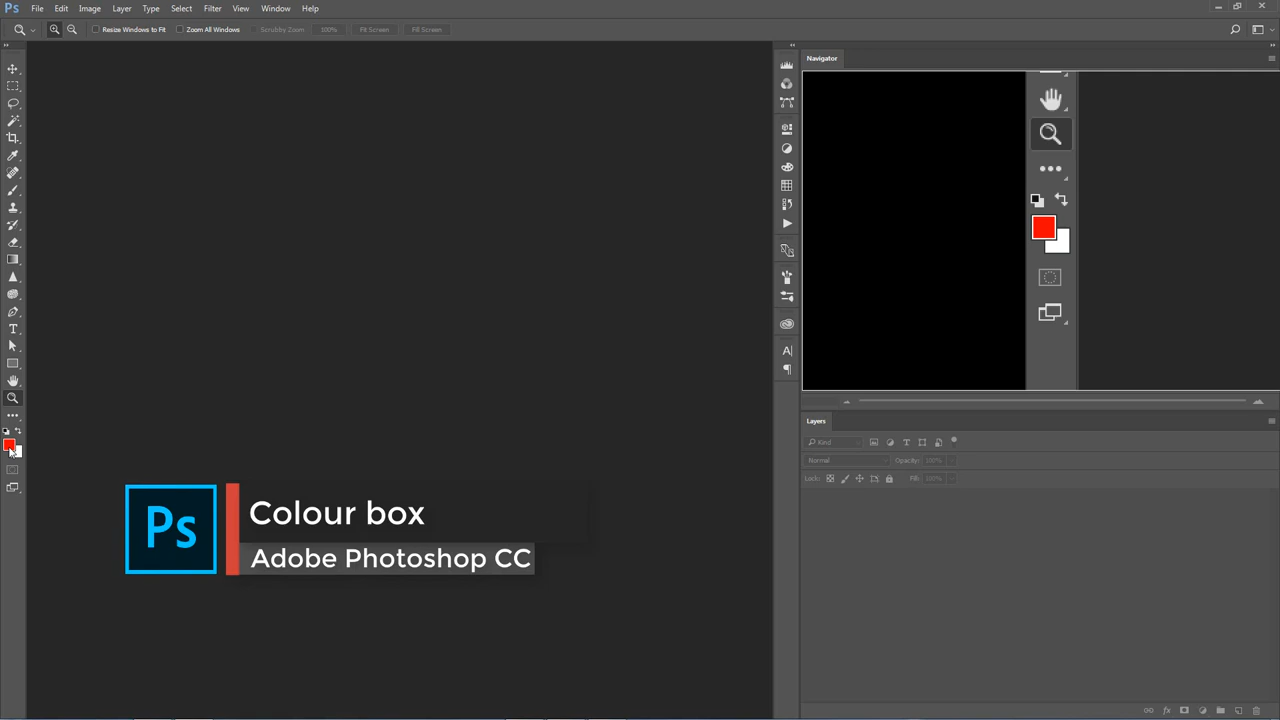 Ps File Edit Image Layer Type Select Filter View Window Help
Resize Windows to Fit Zoom All Windows Scrubby Zoom 100% Fit Screen Fill Screen
Navigator
Layers
Kind
Normal Opacity: 100%
Lock: Fill: 100%
Ps
Colour box
Adobe Photoshop CC